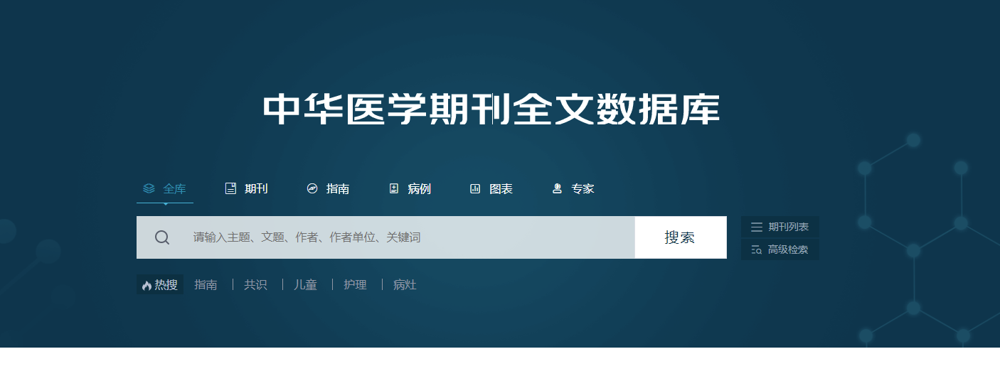 中华医学期刊全文数据库
全库 期刊 指南 病例 图表 专家
请输入主题、文题、作者、作者单位、关键词 搜索
期刊列表
高级检索
热搜 指南 共识 儿童 护理 病灶